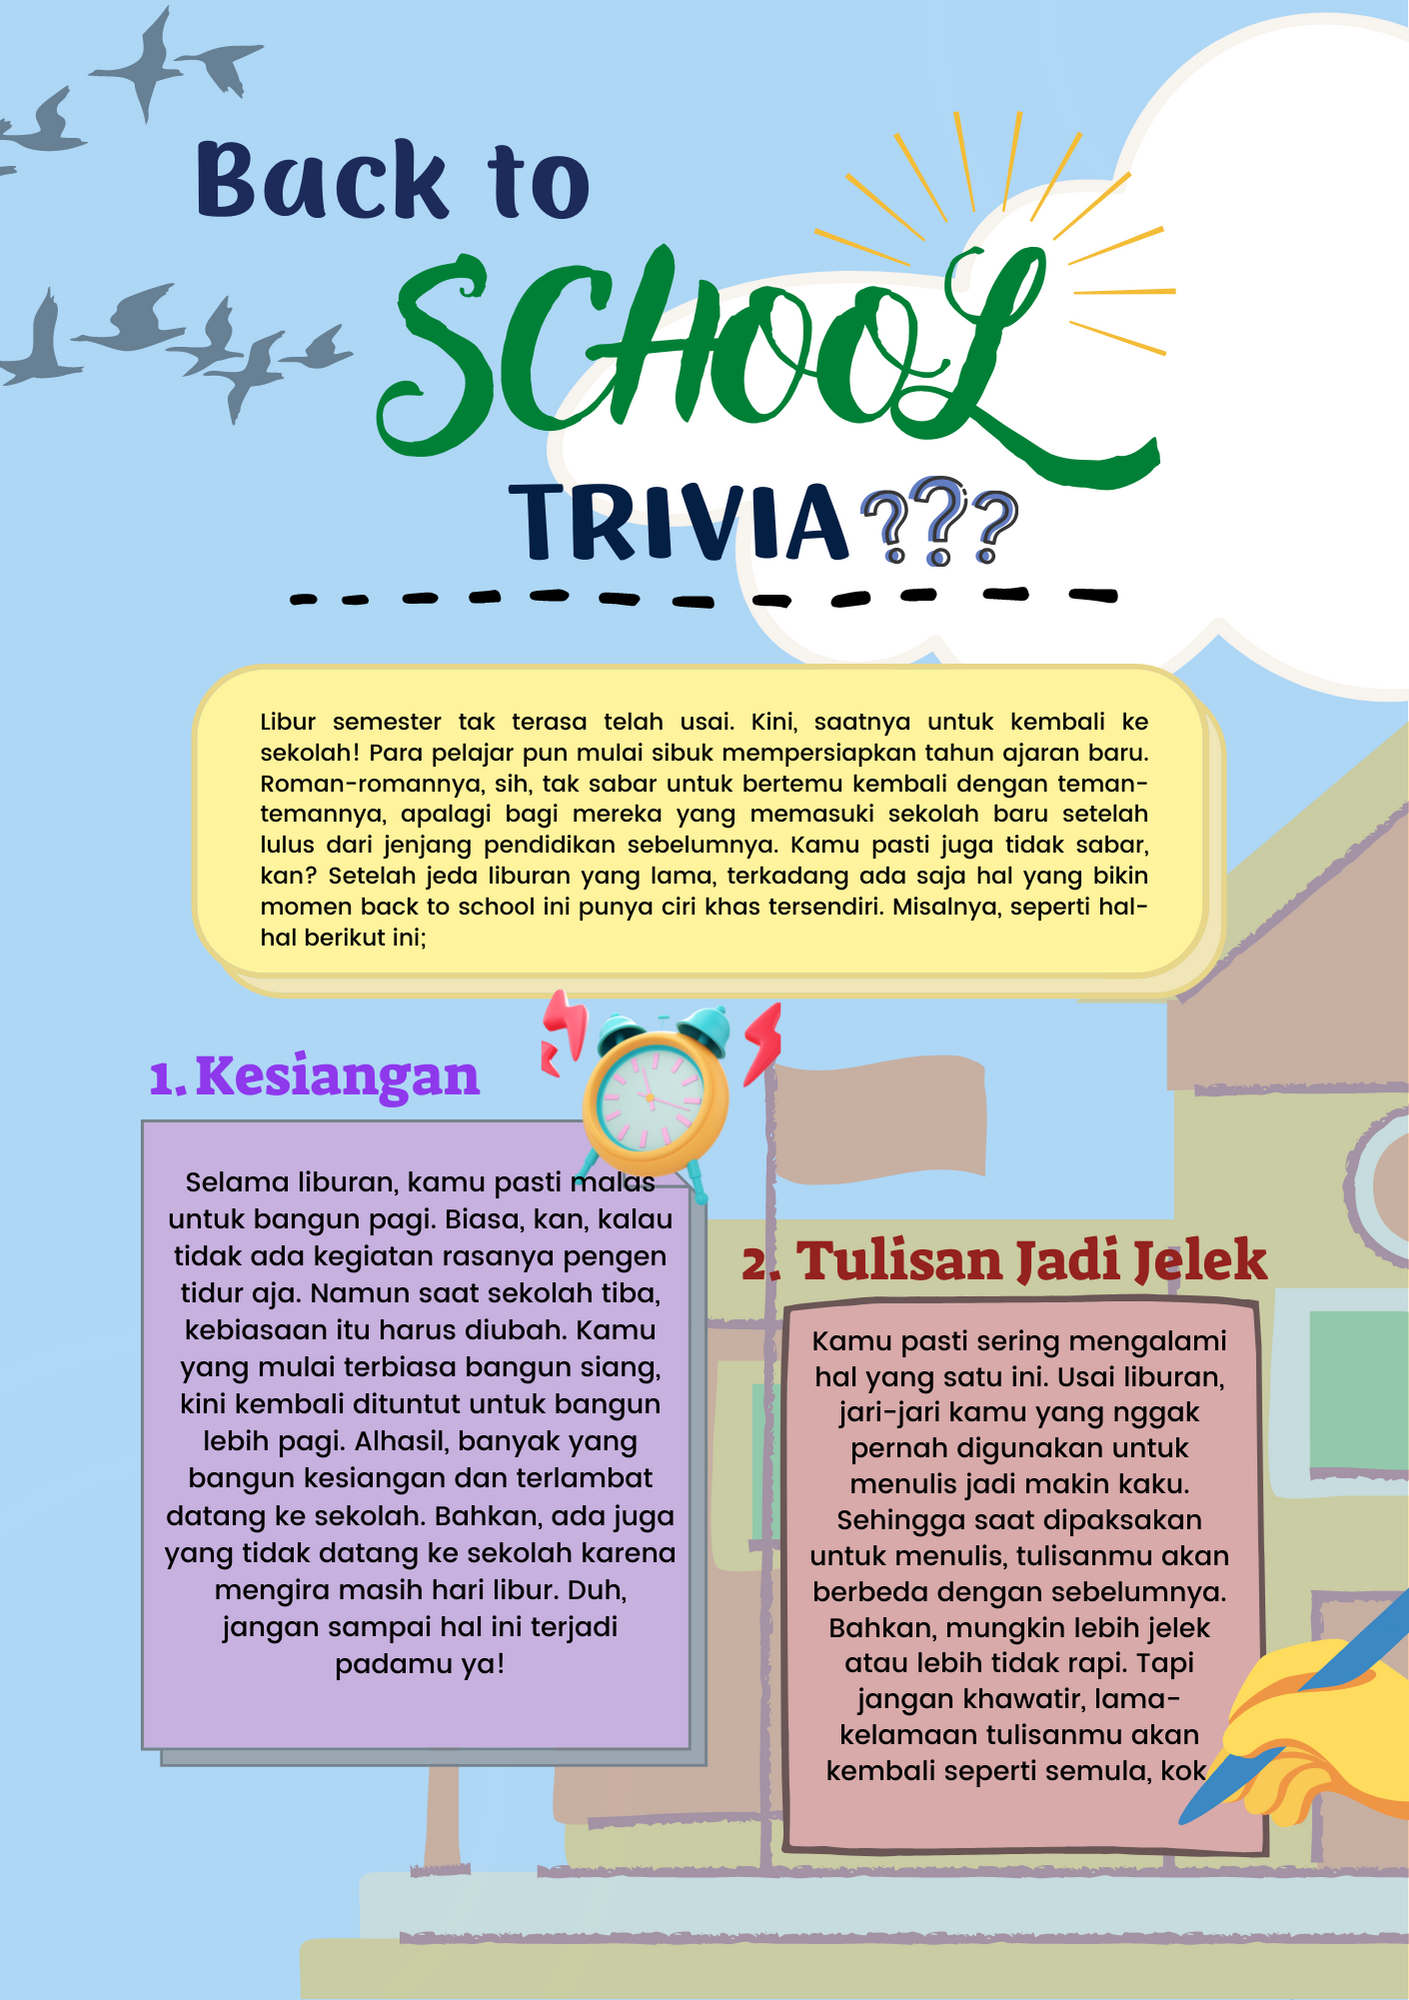 Back to
SCHOOL
TRIVIA???
Libur semester tak terasa telah usai. Kini, saatnya untuk kembali ke
sekolah! Para pelajar pun mulai sibuk mempersiapkan tahun ajaran baru.
Roman-romannya, sih, tak sabar untuk bertemu kembali dengan teman-
temannya, apalagi bagi mereka yang memasuki sekolah baru setelah
lulus dari jenjang pendidikan sebelumnya. Kamu pasti juga tidak sabar,
kan? Setelah jeda liburan yang lama, terkadang ada saja hal yang bikin
momen back to school ini punya ciri khas tersendiri. Misalnya, seperti hal-
hal berikut ini;
1. Kesiangan
Selama liburan, kamu pasti malas
untuk bangun pagi. Biasa, kan, kalau
tidak ada kegiatan rasanya pengen
tidur aja. Namun saat sekolah tiba,
kebiasaan itu harus diubah. Kamu
yang mulai terbiasa bangun siang,
kini kembali dituntut untuk bangun
lebih pagi. Alhasil, banyak yang
bangun kesiangan dan terlambat
datang ke sekolah. Bahkan, ada juga
yang tidak datang ke sekolah karena
mengira masih hari libur. Duh,
jangan sampai hal ini terjadi
padamu ya!
2. Tulisan Jadi Jelek
Kamu pasti sering mengalami
hal yang satu ini. Usai liburan,
jari-jari kamu yang nggak
pernah digunakan untuk
menulis jadi makin kaku.
Sehingga saat dipaksakan
untuk menulis, tulisanmu akan
berbeda dengan sebelumnya.
Bahkan, mungkin lebih jelek
atau lebih tidak rapi. Tapi
jangan khawatir, lama-
kelamaan tulisanmu akan
kembali seperti semula, kok